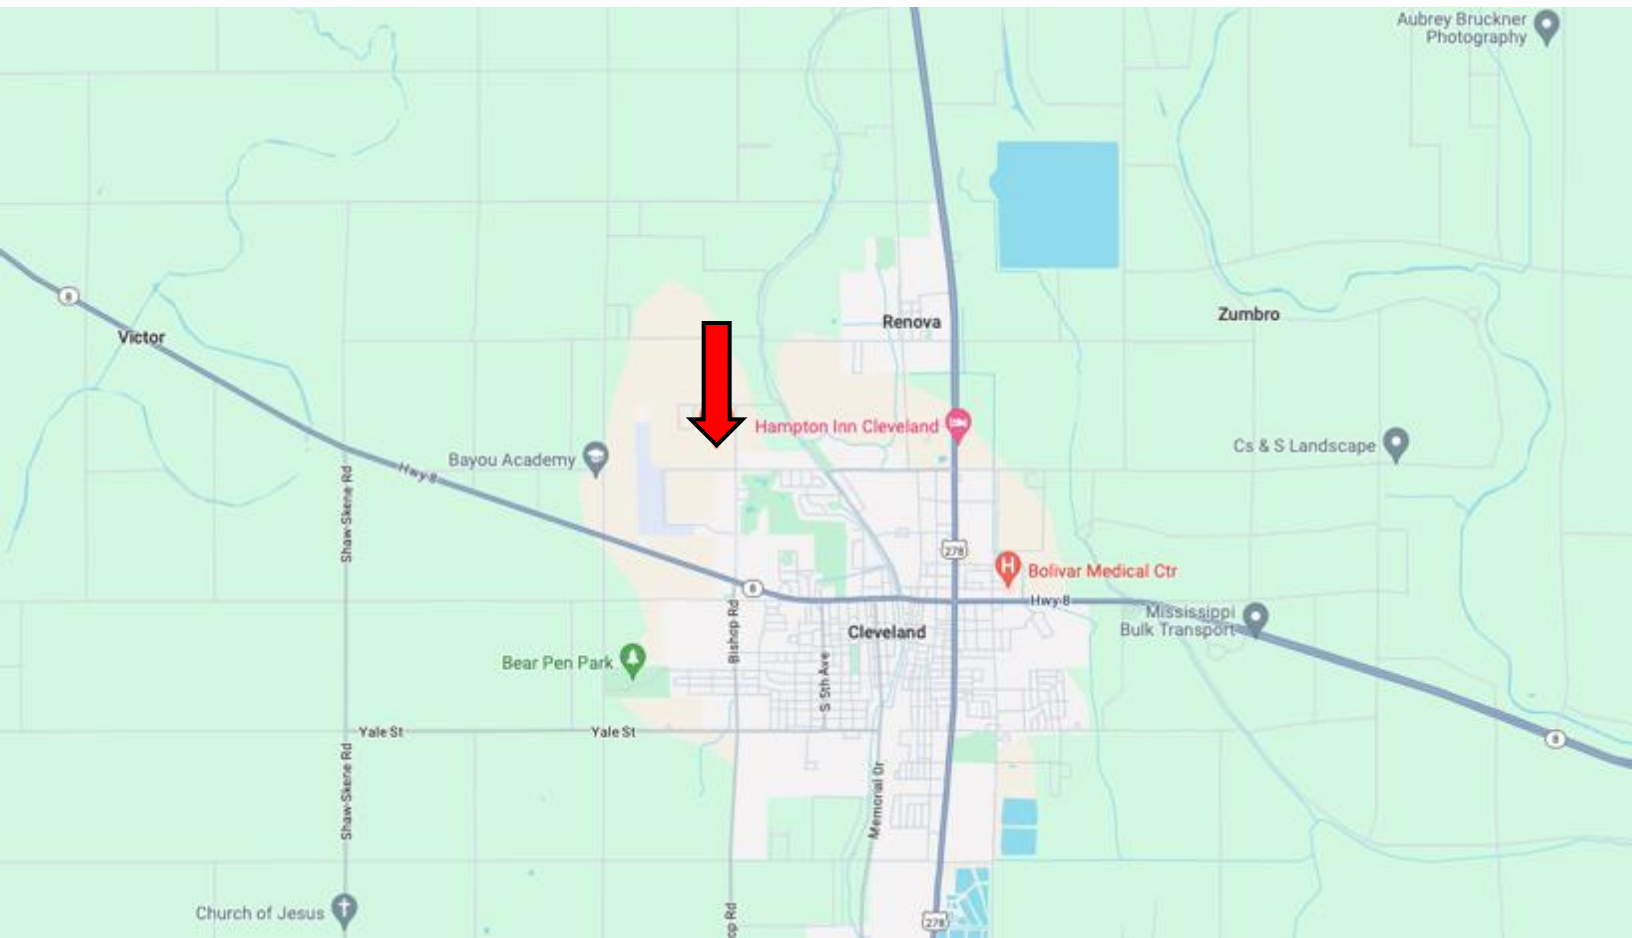 Aubrey Bruckner
Photography
8
Victor
Renova
Zumbro
Hampton Inn Cleveland
Cs & S Landscape
Bayou Academy
Hwy 8
Shaw-Skene Rd
278
Bolivar Medical Ctr
8
Hwy 8
Mississippi
Bulk Transport
Bishop Rd
Cleveland
Bear Pen Park
S 5th Ave
Yale St
Yale St
8
Shaw-Skene Rd
Memorial Dr
Church of Jesus
op Rd
278